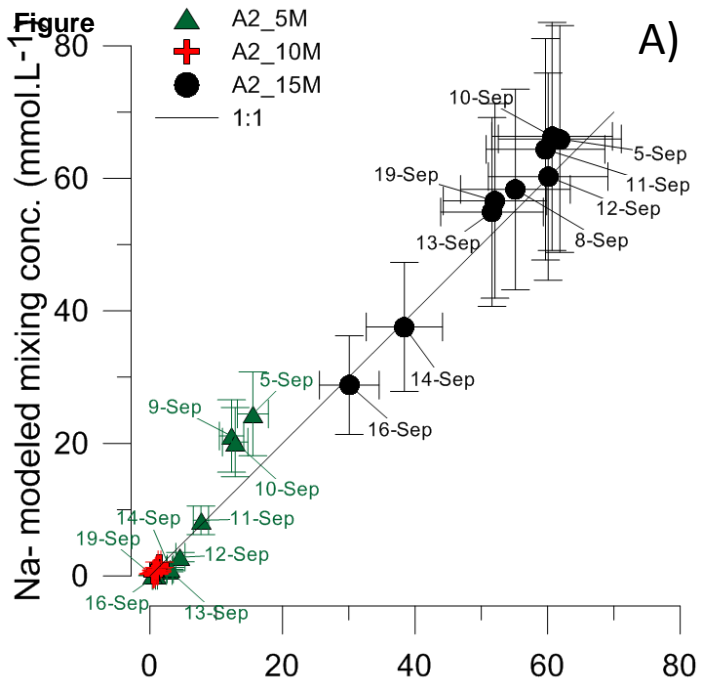 Figure
A)
A2_5M
A2_10M
A2_15M
1:1
Na- modeled mixing conc. (mmol.L-1)
80
60
40
20
0
10-Sep
5-Sep
11-Sep
19-Sep
12-Sep
13-Sep
8-Sep
14-Sep
16-Sep
5-Sep
9-Sep
10-Sep
14-Sep
11-Sep
19-Sep
12-Sep
16-Sep
13-Sep
0
20
40
60
80